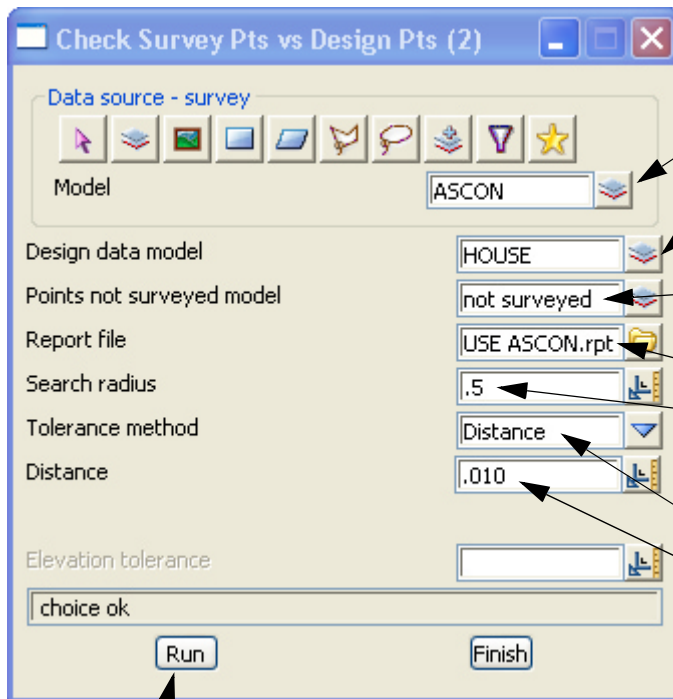 Check Survey Pts vs Design Pts (2)
Data source - survey
Model ASCON
Design data model HOUSE
Points not surveyed model not surveyed
Report file USE ASCON.rpt
Search radius .5
Tolerance method Distance
Distance .010
Elevation tolerance
choice ok
Run Finish